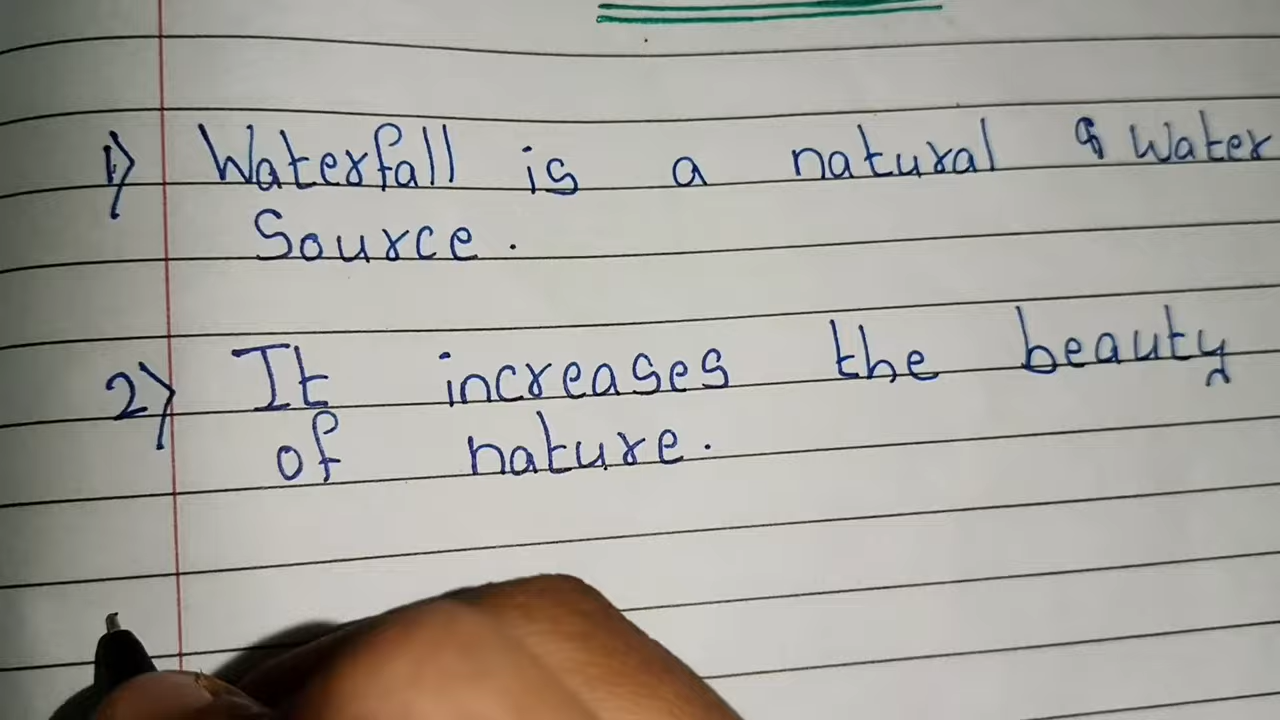 1) Waterfall is a natural Water
Source.
2) It increases the beauty
of nature.